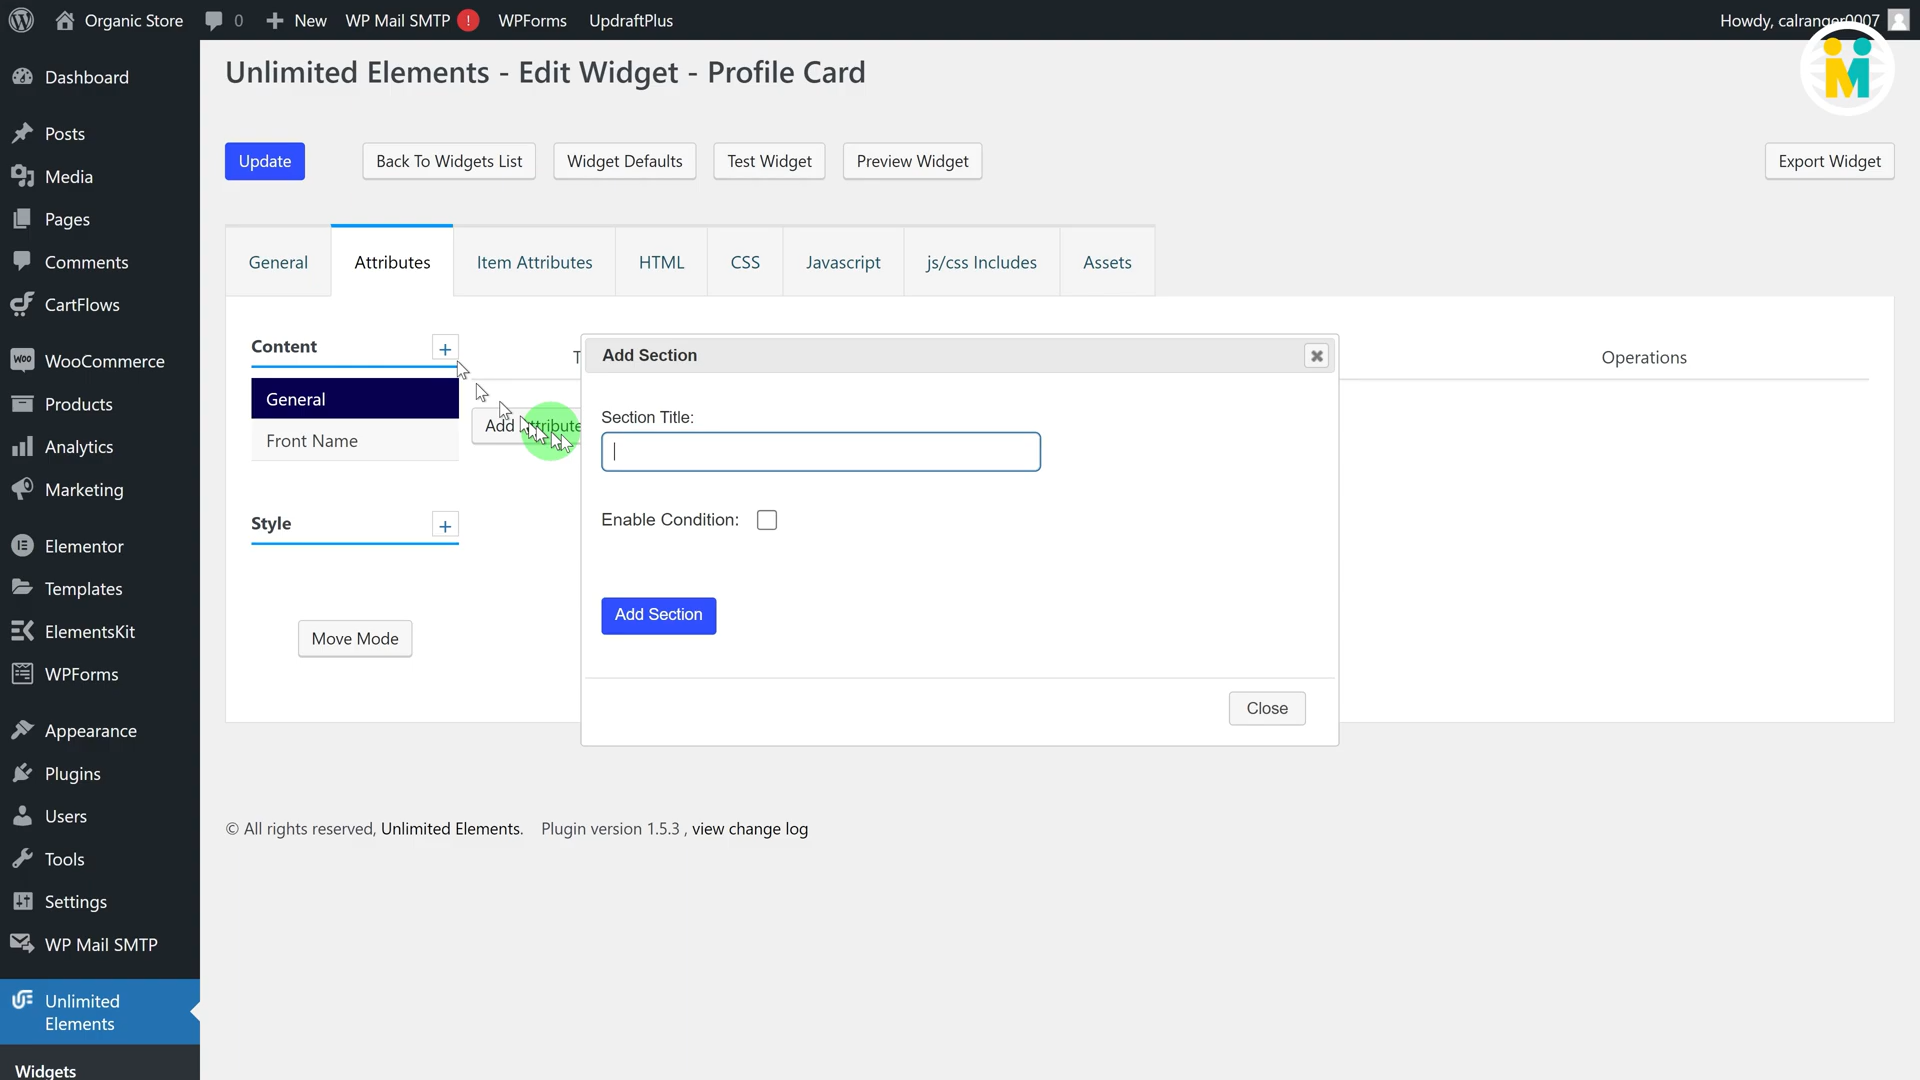 Organic Store 0 New WP Mail SMTP ! WPForms UpdraftPlus Howdy, calranger0007
Unlimited Elements - Edit Widget - Profile Card
M
Update Back To Widgets List Widget Defaults Test Widget Preview Widget Export Widget
General Attributes Item Attributes HTML CSS Javascript js/css Includes Assets
Dashboard
Posts
Media
Pages
Comments
CartFlows
WooCommerce
Products
Analytics
Marketing
Elementor
Templates
ElementsKit
WPForms
Appearance
Plugins
Users
Tools
Settings
WP Mail SMTP
Unlimited
Elements
Widgets
Content +
General
Front Name
Style +
Move Mode
T
Operations
Add Attribute
Add Section
Section Title:
Enable Condition:
Add Section
Close
© All rights reserved, Unlimited Elements. Plugin version 1.5.3 , view change log